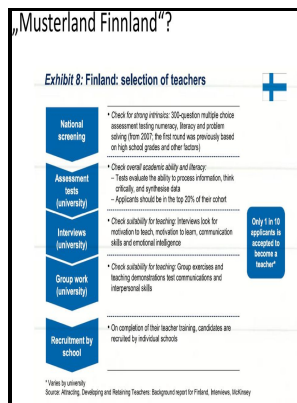 „Musterland Finnland“?
Exhibit 8: Finland: selection of teachers
National
screening
• Check for strong intrinsics: 300-question multiple choice
assessment testing numeracy, literacy and problem
solving (from 2007; the first round was previously based
on high school grades and other factors)
Assessment
tests
(university)
• Check overall academic ability and literacy:
– Tests evaluate the ability to process information, think
critically, and synthesise data
– Applicants should be in the top 20% of their cohort
Interviews
(university)
• Check suitability for teaching: Interviews look for
motivation to teach, motivation to learn, communication
skills and emotional intelligence
Only 1 in 10
applicants is
accepted to
become a
teacher*
Group work
(university)
• Check suitability for teaching: Group exercises and
teaching demonstrations test communications and
interpersonal skills
Recruitment by
school
• On completion of their teacher training, candidates are
recruited by individual schools
* Varies by university
Source: Attracting, Developing and Retaining Teachers: Background report for Finland, Interviews, McKinsey